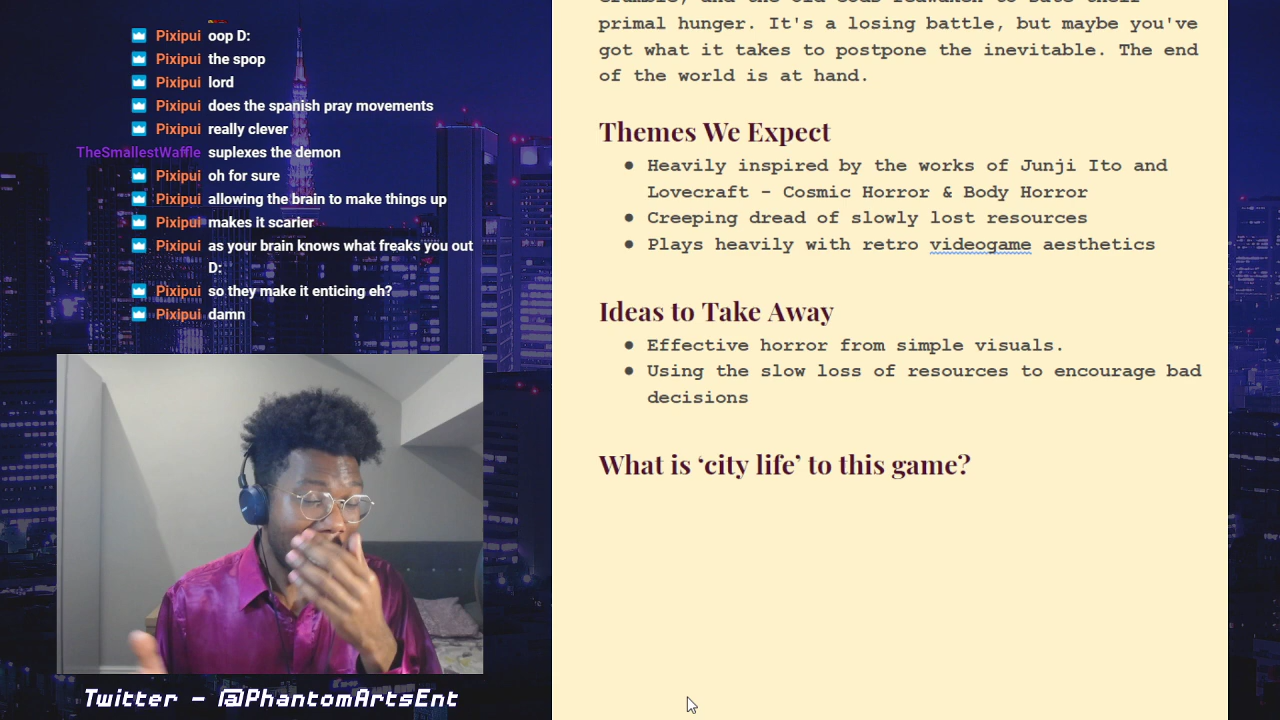 Pixipui oop D:
Pixipui the spop
Pixipui lord
Pixipui does the spanish pray movements
Pixipui really clever
TheSmallestWaffle suplexes the demon
Pixipui oh for sure
Pixipui allowing the brain to make things up
Pixipui makes it scarier
Pixipui as your brain knows what freaks you out
D:
Pixipui so they make it enticing eh?
Pixipui damn
Twitter - @PhantomArtsEnt
primal hunger. It's a losing battle, but maybe you've
got what it takes to postpone the inevitable. The end
of the world is at hand.
Themes We Expect
● Heavily inspired by the works of Junji Ito and
Lovecraft - Cosmic Horror & Body Horror
● Creeping dread of slowly lost resources
● Plays heavily with retro videogame aesthetics
Ideas to Take Away
● Effective horror from simple visuals.
● Using the slow loss of resources to encourage bad
decisions
What is ‘city life’ to this game?